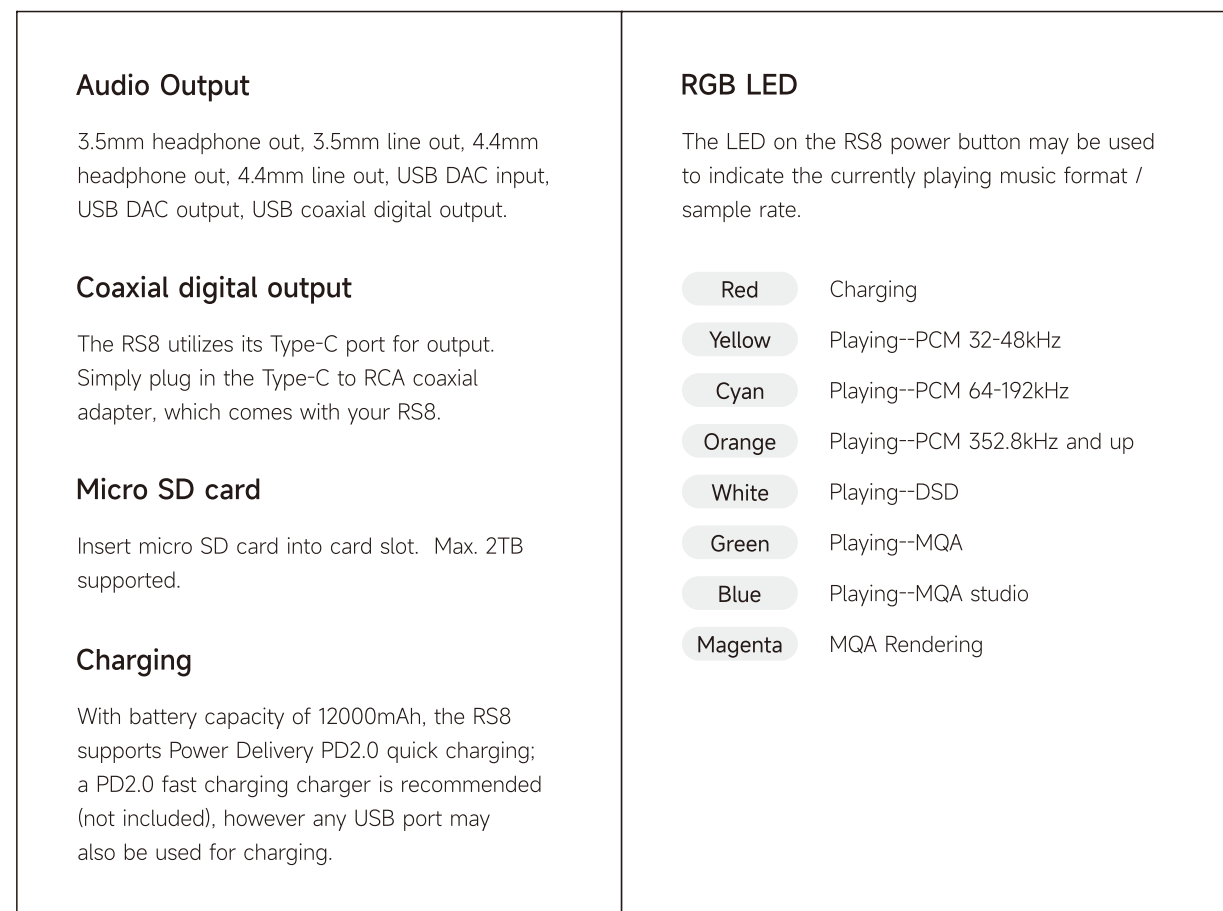 Audio Output
3.5mm headphone out, 3.5mm line out, 4.4mm
headphone out, 4.4mm line out, USB DAC input,
USB DAC output, USB coaxial digital output.
Coaxial digital output
The RS8 utilizes its Type-C port for output.
Simply plug in the Type-C to RCA coaxial
adapter, which comes with your RS8.
Micro SD card
Insert micro SD card into card slot.  Max. 2TB
supported.
Charging
With battery capacity of 12000mAh, the RS8
supports Power Delivery PD2.0 quick charging;
a PD2.0 fast charging charger is recommended
(not included), however any USB port may
also be used for charging.
RGB LED
The LED on the RS8 power button may be used
to indicate the currently playing music format /
sample rate.
Red Charging
Yellow Playing--PCM 32-48kHz
Cyan Playing--PCM 64-192kHz
Orange Playing--PCM 352.8kHz and up
White Playing--DSD
Green Playing--MQA
Blue Playing--MQA studio
Magenta MQA Rendering